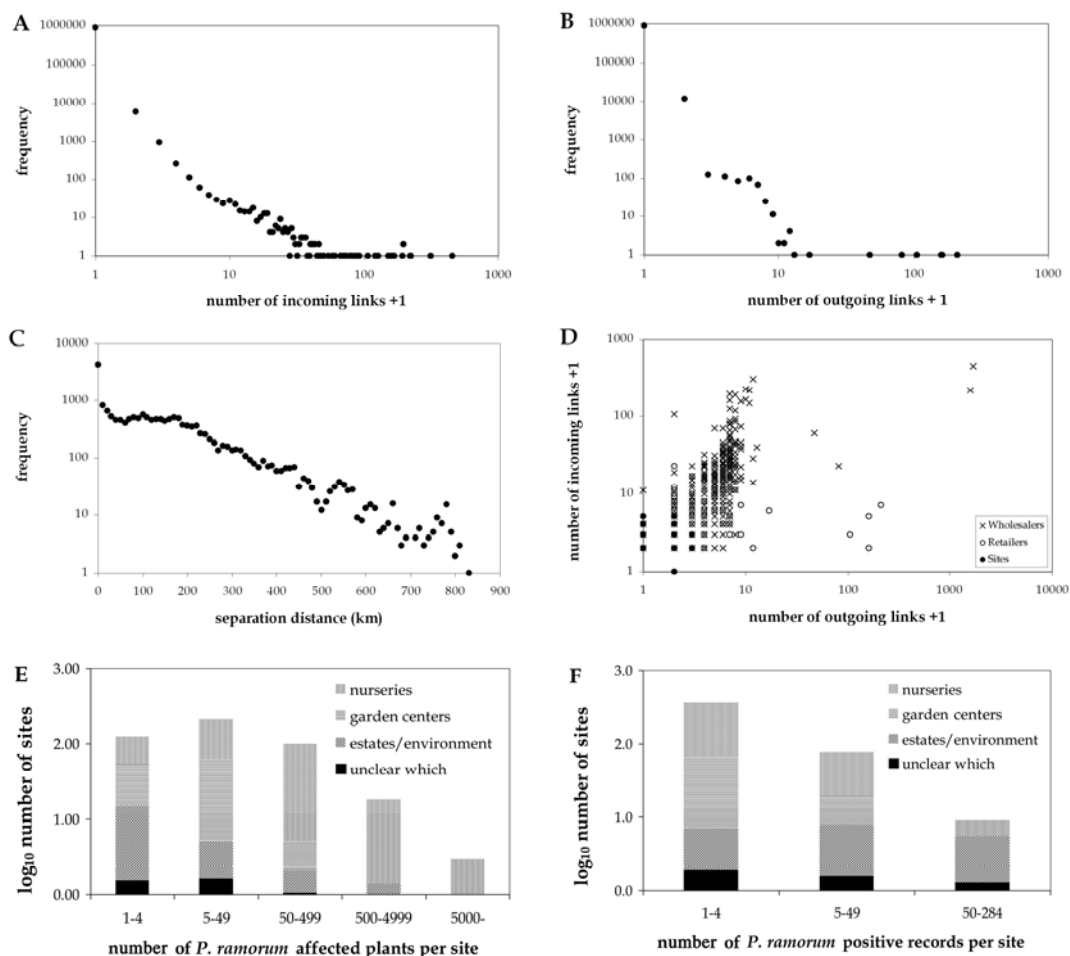 A
1000000
100000
10000
1000
100
10
1
1
10
100
1000
frequency
number of incoming links +1
B
1000000
100000
10000
1000
100
10
1
1
10
100
1000
frequency
number of outgoing links + 1
C
10000
1000
100
10
1
0
100
200
300
400
500
600
700
800
900
frequency
separation distance (km)
D
1000
100
10
1
1
10
100
1000
10000
number of incoming links +1
Wholesalers
Retailers
Sites
number of outgoing links +1
E
3.00
2.00
1.00
0.00
log₁₀ number of sites
nurseries
garden centers
estates/environment
unclear which
1-4
5-49
50-499
500-4999
5000-
number of P. ramorum affected plants per site
F
3.0
2.0
1.0
0.0
log₁₀ number of sites
nurseries
garden centers
estates/environment
unclear which
1-4
5-49
50-284
number of P. ramorum positive records per site